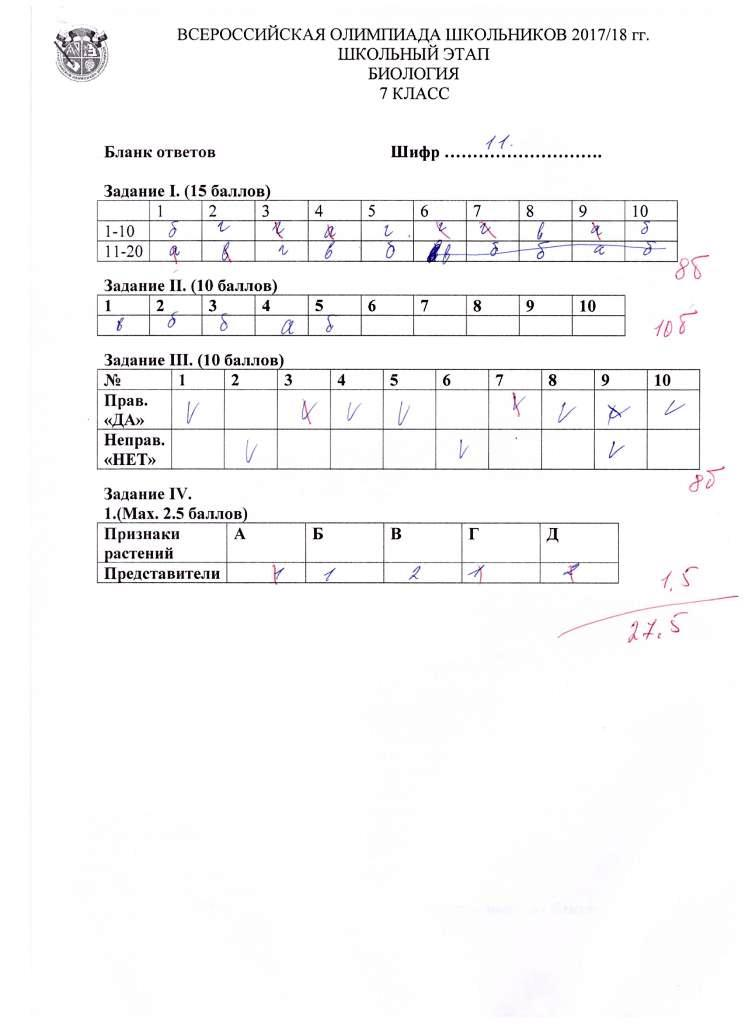 ВСЕРОССИЙСКАЯ ОЛИМПИАДА ШКОЛЬНИКОВ 2017/18 гг.
ШКОЛЬНЫЙ ЭТАП
БИОЛОГИЯ
7 КЛАСС
Бланк ответов Шифр ………………………. 11.
Задание I. (15 баллов)
1 2 3 4 5 6 7 8 9 10
1-10 б г г а г г г в а б
11-20 а в г в б в б б а б
8б
Задание II. (10 баллов)
1 2 3 4 5 6 7 8 9 10
в б б а б
10б
Задание III. (10 баллов)
№ 1 2 3 4 5 6 7 8 9 10
Прав. V V V V V V V V
«ДА»
Неправ. V V V
«НЕТ»
8б
Задание IV.
1.(Мах. 2.5 баллов)
Признаки А Б В Г Д
растений
Представители 1 1 2 1 2
1.5
27.5